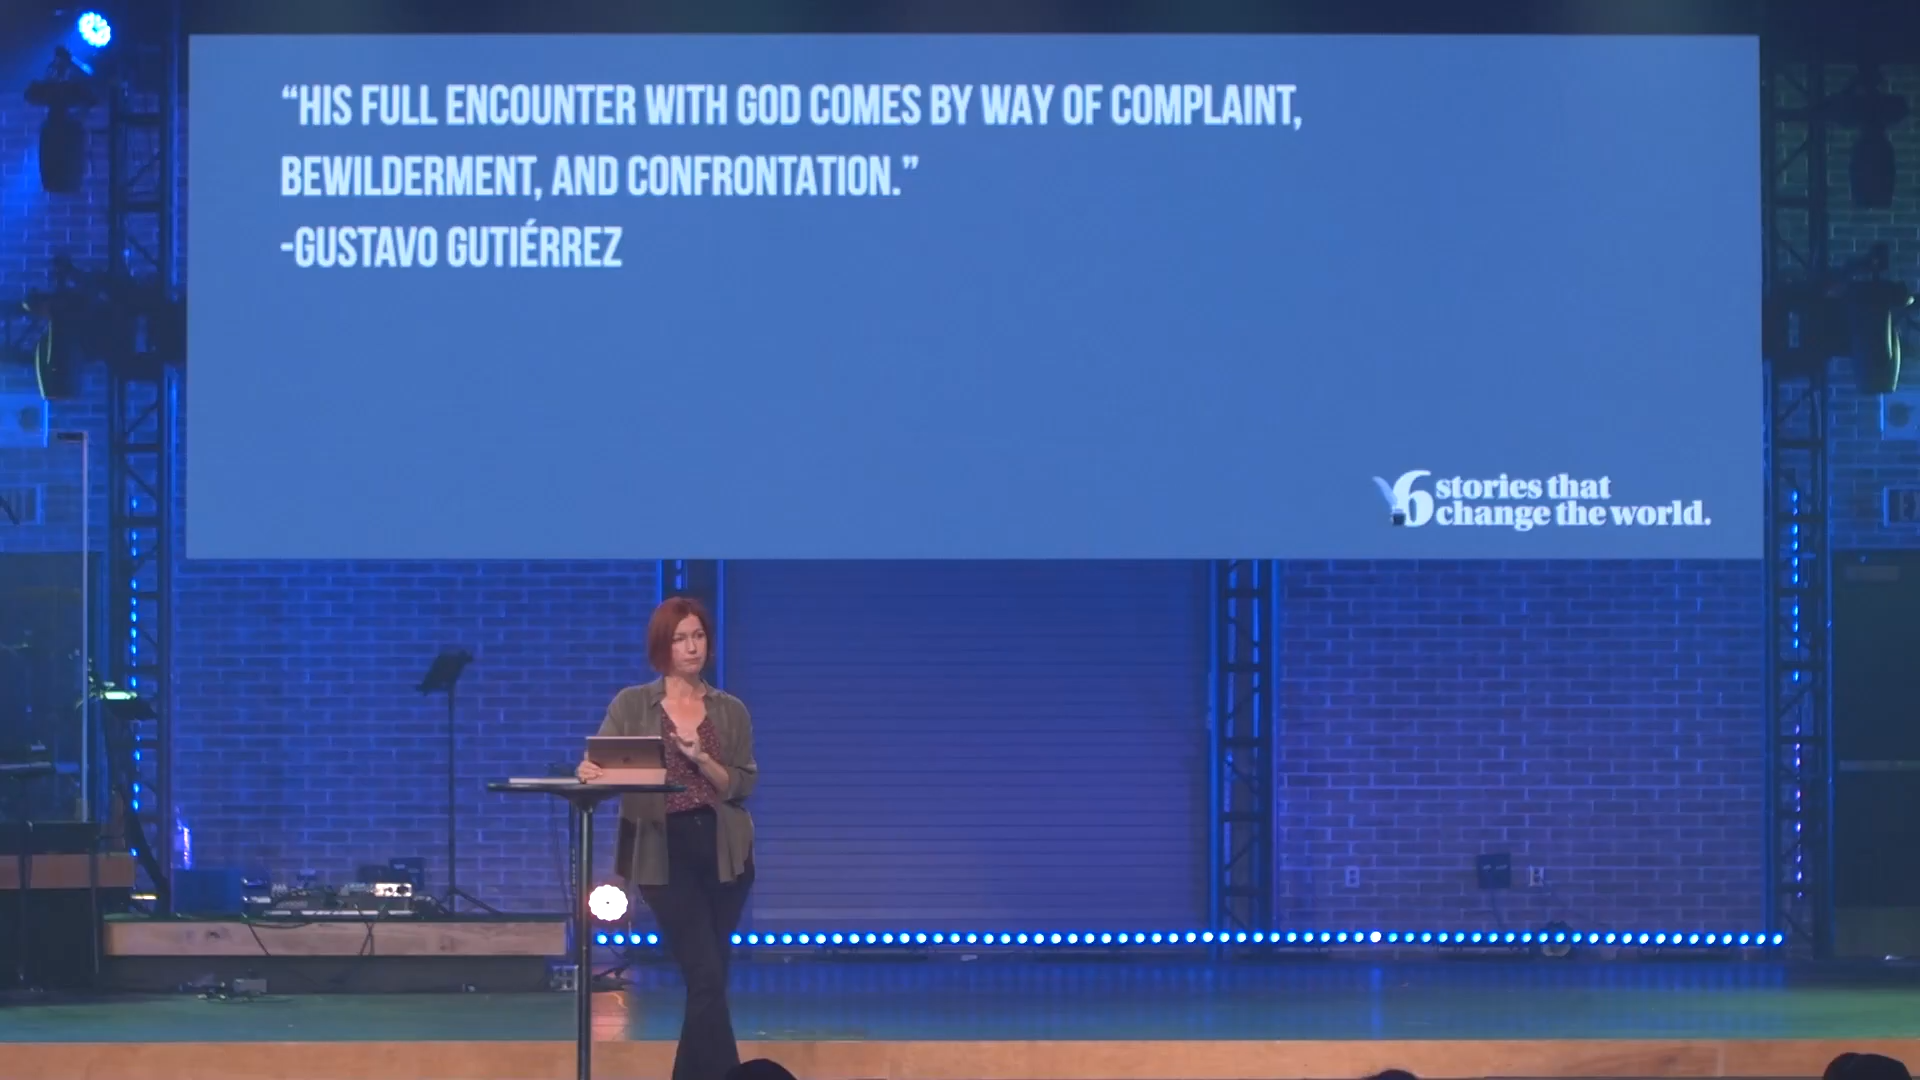 “HIS FULL ENCOUNTER WITH GOD COMES BY WAY OF COMPLAINT,
BEWILDERMENT, AND CONFRONTATION.”
-GUSTAVO GUTIÉRREZ
6 stories that
change the world.